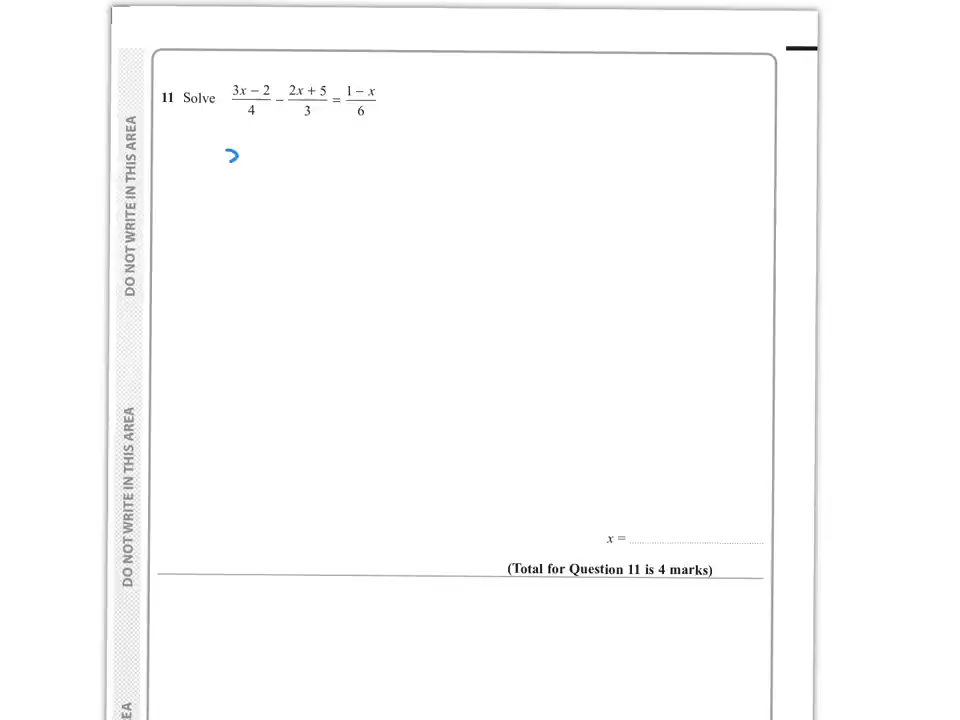 11 Solve (3x − 2)/4 − (2x + 5)/3 = (1 − x)/6
x =
(Total for Question 11 is 4 marks)
DO NOT WRITE IN THIS AREA
DO NOT WRITE IN THIS AREA
EA